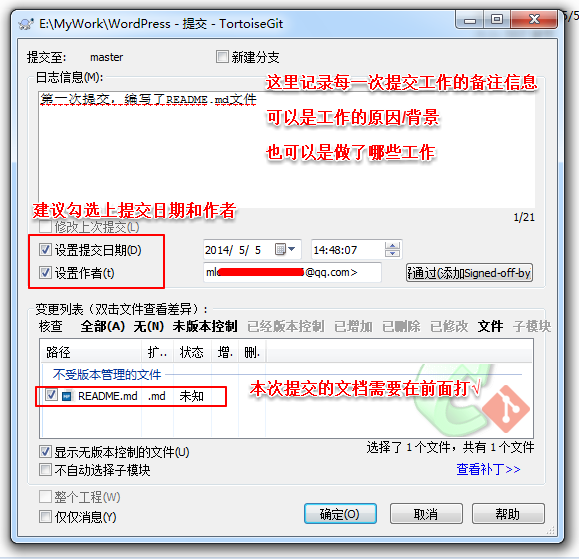 E:\MyWork\WordPress - 提交 - TortoiseGit
5/5
提交至: master 新建分支
日志信息(M):
第一次提交，编写了README.md文件
这里记录每一次提交工作的备注信息
可以是工作的原因/背景
也可以是做了哪些工作
建议勾选上提交日期和作者
1/21
修改上次提交(L)
设置提交日期(D) 2014/ 5/ 5 14:48:07
设置作者(t) @qq.com> 通过(添加Signed-off-by
变更列表（双击文件查看差异）:
核查 全部(A) 无(N) 未版本控制 已经版本控制 已增加 已删除 已修改 文件 子模块
路径 扩.. 状态 增. 删.
不受版本管理的文件
README.md .md 未知
本次提交的文档需要在前面打√
显示无版本控制的文件(U) 选择了 1 个文件，共有 1 个文件
不自动选择子模块 查看补丁>>
整个工程(W)
仅仅消息(Y) 确定(O) 取消 帮助